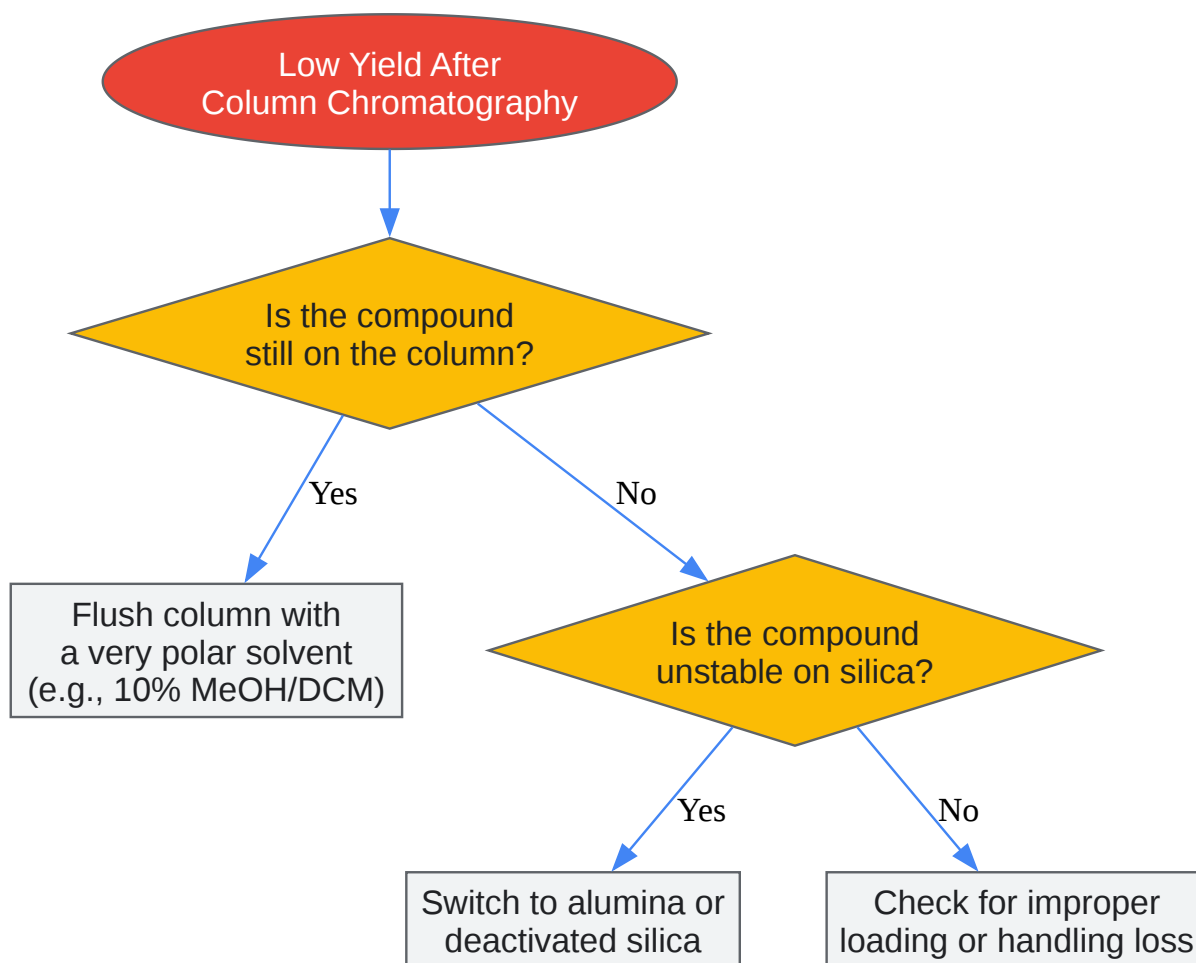 Low Yield After
Column Chromatography
Is the compound
still on the column?
Yes
No
Flush column with
a very polar solvent
(e.g., 10% MeOH/DCM)
Is the compound
unstable on silica?
Yes
No
Switch to alumina or
deactivated silica
Check for improper
loading or handling loss